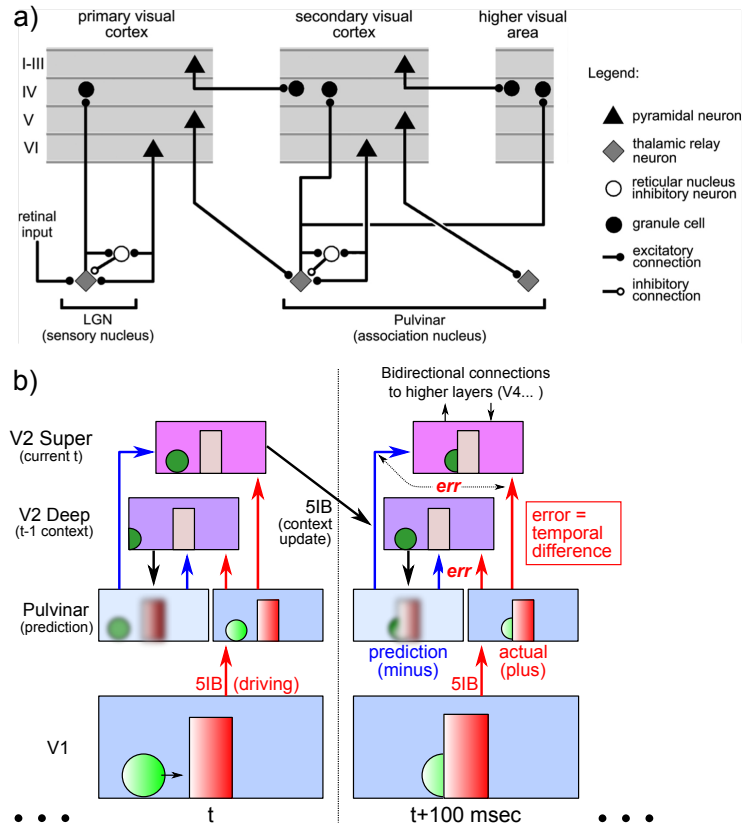 a)
primary visual
cortex
secondary visual
cortex
higher visual
area
I-III
IV
V
VI
Legend:
pyramidal neuron
thalamic relay
neuron
reticular nucleus
inhibitory neuron
granule cell
excitatory
connection
inhibitory
connection
retinal
input
LGN
(sensory nucleus)
Pulvinar
(association nucleus)
b)
Bidirectional connections
to higher layers (V4... )
V2 Super
(current t)
err
V2 Deep
(t-1 context)
5IB
(context
update)
error =
temporal
difference
err
Pulvinar
(prediction)
prediction
(minus)
actual
(plus)
5IB (driving)
5IB
V1
t
t+100 msec